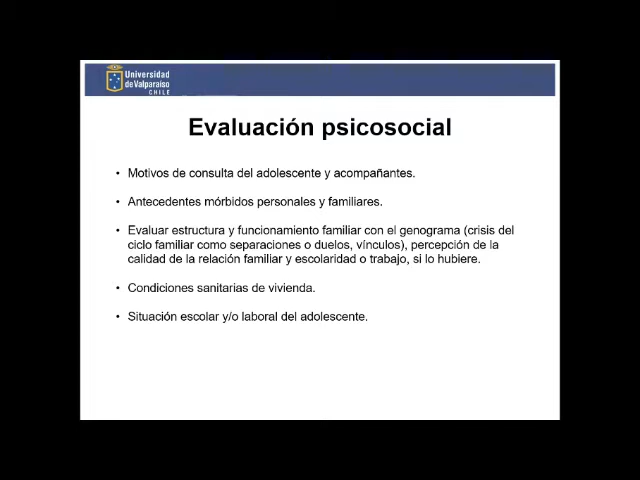 Universidad
de Valparaíso
CHILE
Evaluación psicosocial
• Motivos de consulta del adolescente y acompañantes.
• Antecedentes mórbidos personales y familiares.
• Evaluar estructura y funcionamiento familiar con el genograma (crisis del
ciclo familiar como separaciones o duelos, vínculos), percepción de la
calidad de la relación familiar y escolaridad o trabajo, si lo hubiere.
• Condiciones sanitarias de vivienda.
• Situación escolar y/o laboral del adolescente.